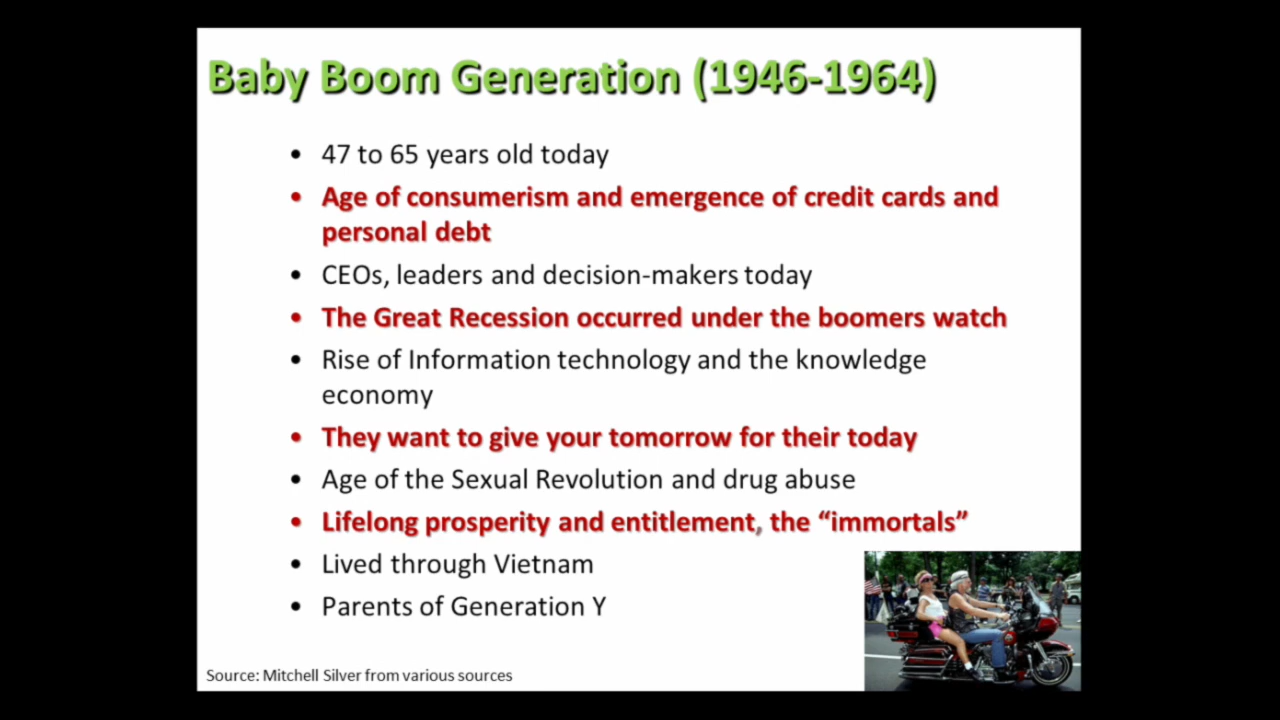 Baby Boom Generation (1946-1964)
• 47 to 65 years old today
• Age of consumerism and emergence of credit cards and
personal debt
• CEOs, leaders and decision-makers today
• The Great Recession occurred under the boomers watch
• Rise of Information technology and the knowledge
economy
• They want to give your tomorrow for their today
• Age of the Sexual Revolution and drug abuse
• Lifelong prosperity and entitlement, the “immortals”
• Lived through Vietnam
• Parents of Generation Y
Source: Mitchell Silver from various sources